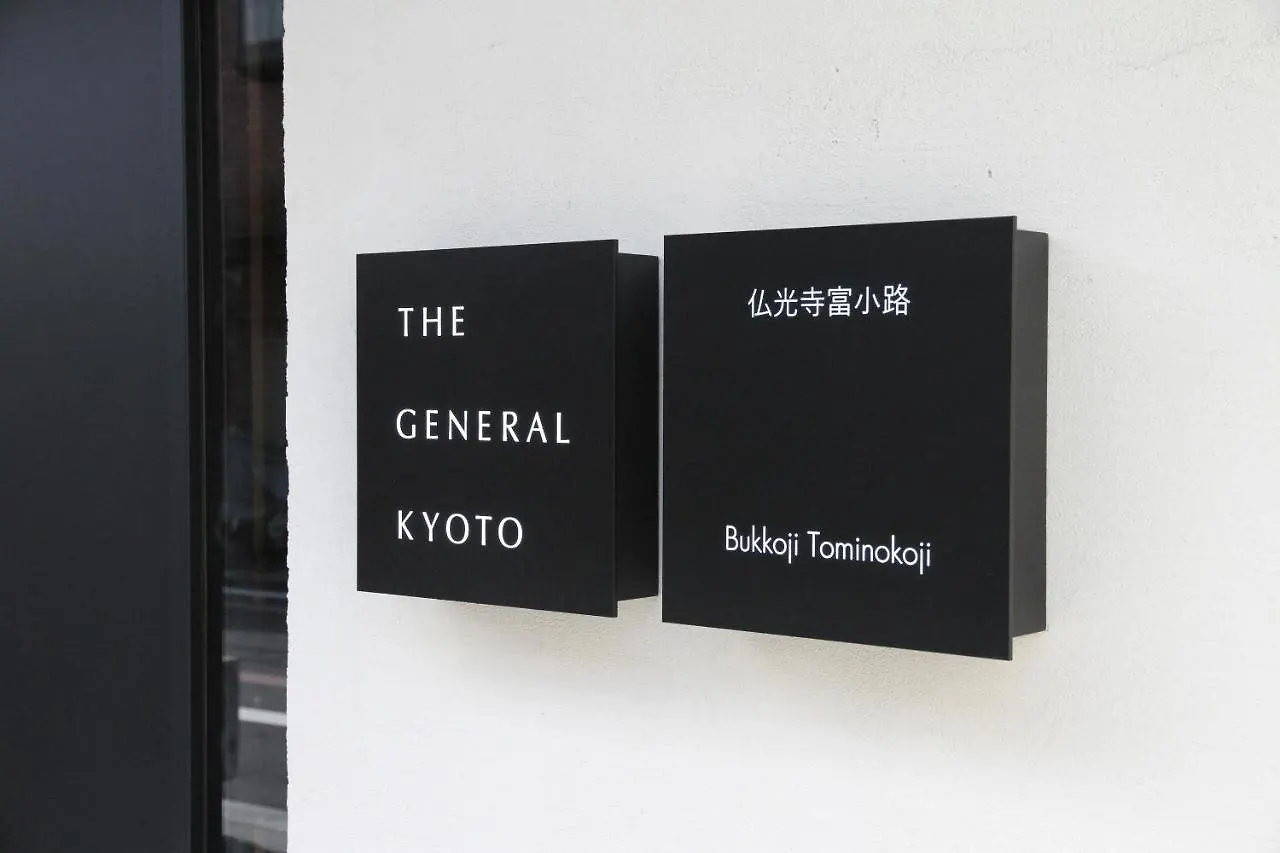 THE
GENERAL
KYOTO
仏光寺富小路
Bukkoji Tominokoji